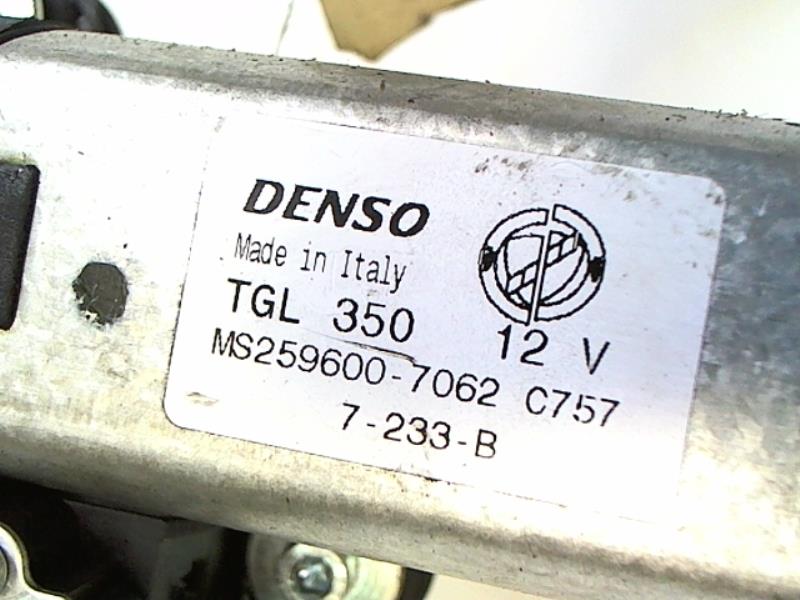 DENSO
Made in Italy
TGL 350
12 V
MS259600-7062 C757
7-233-B